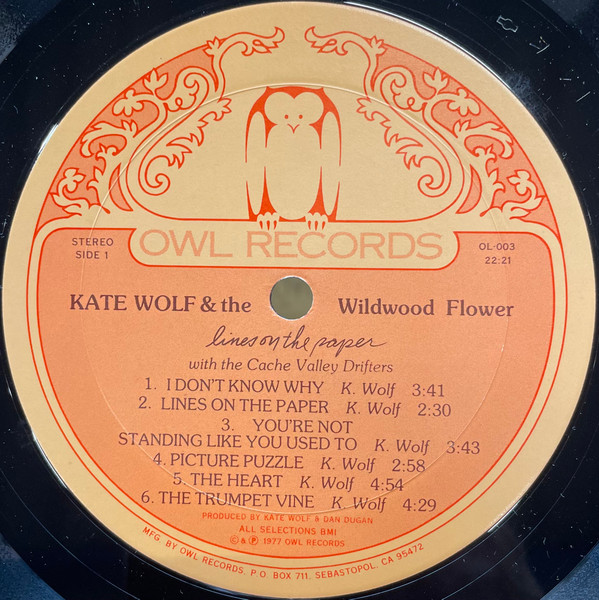 OWL RECORDS
STEREO
SIDE 1
OL-003
22:21
KATE WOLF & the Wildwood Flower
lines on the paper
with the Cache Valley Drifters
1. I DON'T KNOW WHY K. Wolf 3:41
2. LINES ON THE PAPER K. Wolf 2:30
3. YOU'RE NOT
STANDING LIKE YOU USED TO K. Wolf 3:43
4. PICTURE PUZZLE K. Wolf 2:58
5. THE HEART K. Wolf 4:54
6. THE TRUMPET VINE K. Wolf 4:29
PRODUCED BY KATE WOLF & DAN DUGAN
ALL SELECTIONS BMI
© & ℗ 1977 OWL RECORDS
MFG. BY OWL RECORDS, P.O. BOX 711, SEBASTOPOL, CA 95472